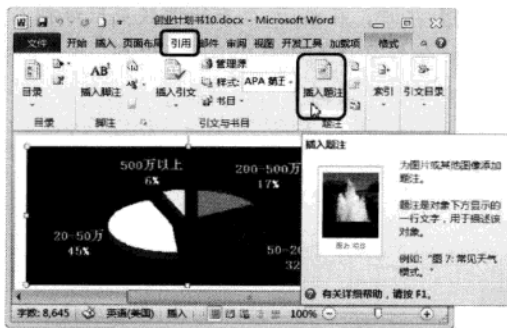 创业计划书10.docx - Microsoft Word
文件 开始 插入 页面布局 引用 邮件 审阅 视图 开发工具 加载项 格式
目录
AB¹
插入脚注
插入引文
管理源
样式: APA 第五
书目
插入题注
索引
引文目录
目录 脚注 引文与书目 题注
500万以上
6%
200-500万
17%
20-50万
45%
50-20
32
插入题注
为图片或其他图像添加
题注。
题注是对象下方显示的
一行文字，用于描述该
对象。
例如: "图 7: 常见天气
模式。"
有关详细帮助，请按 F1。
字数: 8,645 英语(美国) 插入 100%